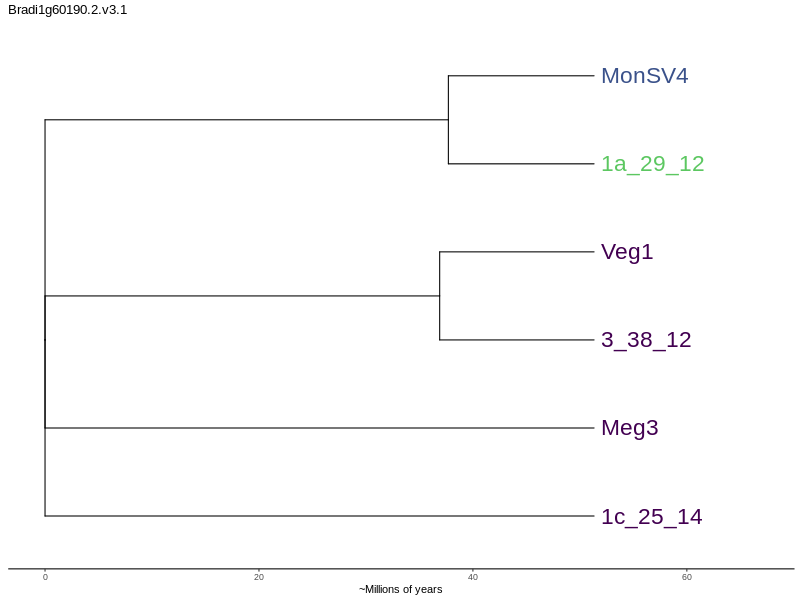 Bradi1g60190.2.v3.1
MonSV4
1a_29_12
Veg1
3_38_12
Meg3
1c_25_14
0 20 40 60
~Millions of years